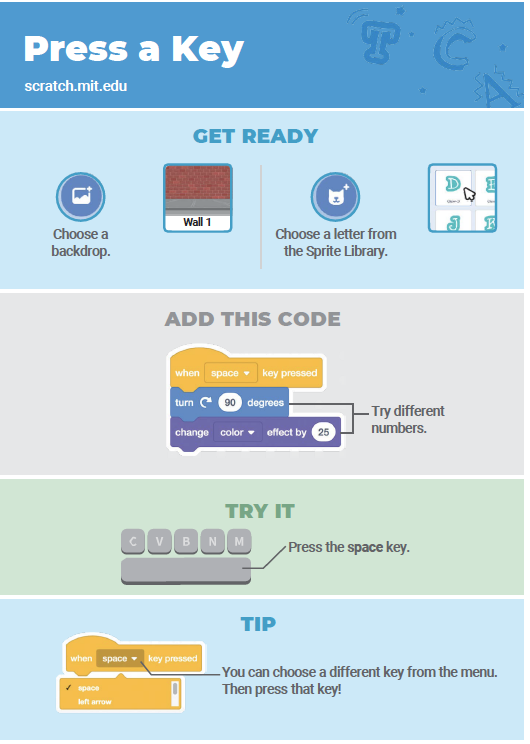 Press a Key
T C A
scratch.mit.edu
GET READY
Choose a
backdrop.
Wall 1
Choose a letter from
the Sprite Library.
D
J K
ADD THIS CODE
when space key pressed
turn 90 degrees
change color effect by 25
Try different
numbers.
TRY IT
C V B N M
Press the space key.
TIP
when space key pressed
✓ space
left arrow
You can choose a different key from the menu.
Then press that key!